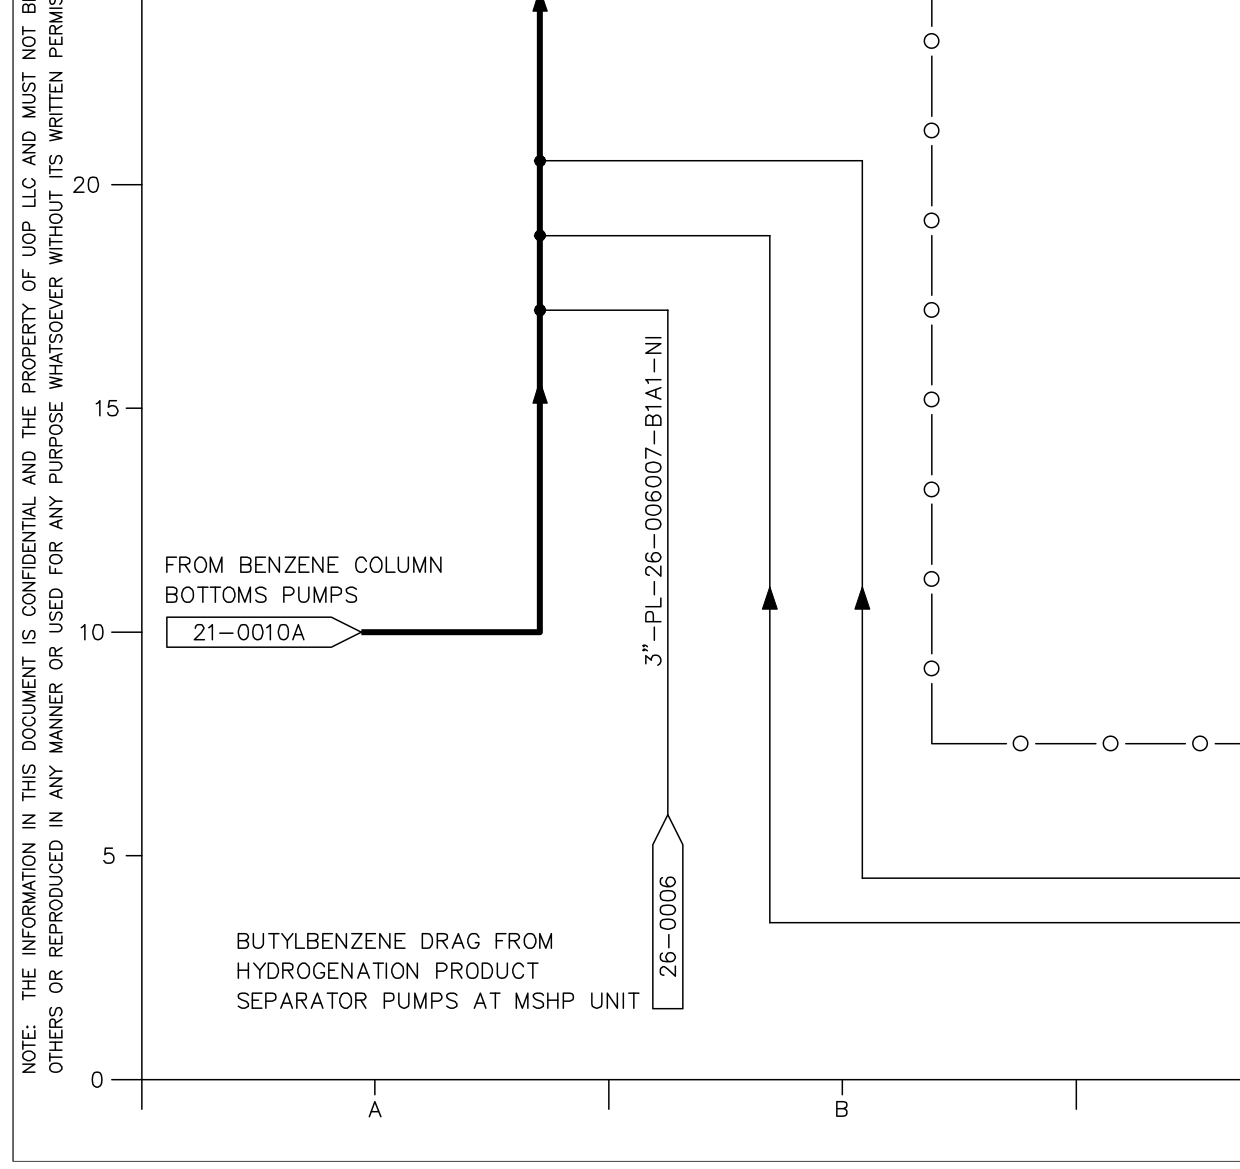 NOTE: THE INFORMATION IN THIS DOCUMENT IS CONFIDENTIAL AND THE PROPERTY OF UOP LLC AND MUST NOT
OTHERS OR REPRODUCED IN ANY MANNER OR USED FOR ANY PURPOSE WHATSOEVER WITHOUT ITS WRITTEN
20
15
10
5
0
A
B
3"-PL-26-006007-B1A1-NI
FROM BENZENE COLUMN
BOTTOMS PUMPS
21-0010A
26-0006
BUTYLBENZENE DRAG FROM
HYDROGENATION PRODUCT
SEPARATOR PUMPS AT MSHP UNIT